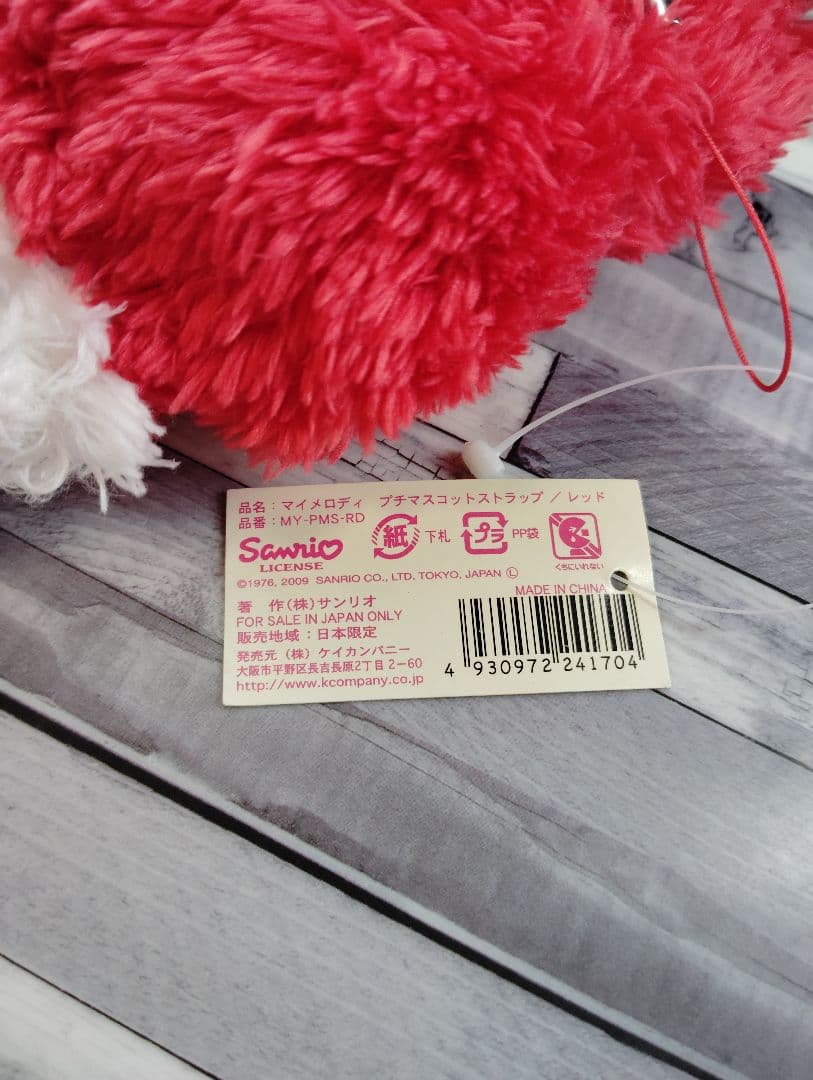 品名：マイメロディ　プチマスコットストラップ／レッド
品番：MY-PMS-RD
紙 下札 プラ PP袋
くちにいれない
Sanrio
LICENSE
©1976, 2009 SANRIO CO., LTD. TOKYO, JAPAN Ⓛ
MADE IN CHINA
著　作(株)サンリオ
FOR SALE IN JAPAN ONLY
販売地域：日本限定
発売元（株）ケイカンパニー
大阪市平野区長吉長原2丁目2−60
http://www.kcompany.co.jp
4 930972 241704